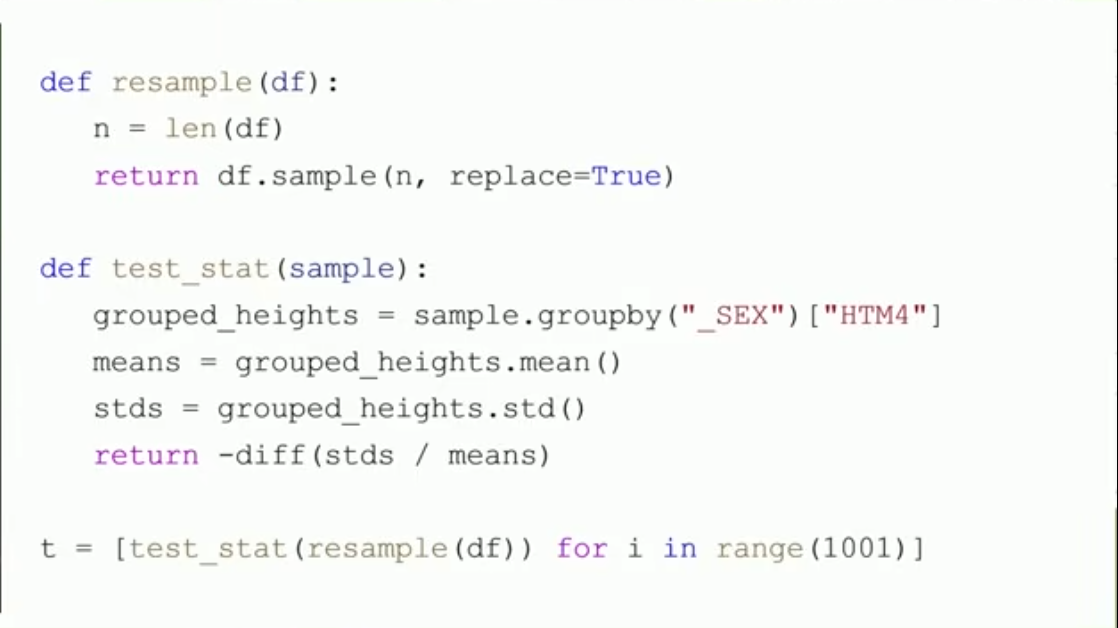 def resample(df):
n = len(df)
return df.sample(n, replace=True)
def test_stat(sample):
grouped_heights = sample.groupby("_SEX")["HTM4"]
means = grouped_heights.mean()
stds = grouped_heights.std()
return -diff(stds / means)
t = [test_stat(resample(df)) for i in range(1001)]